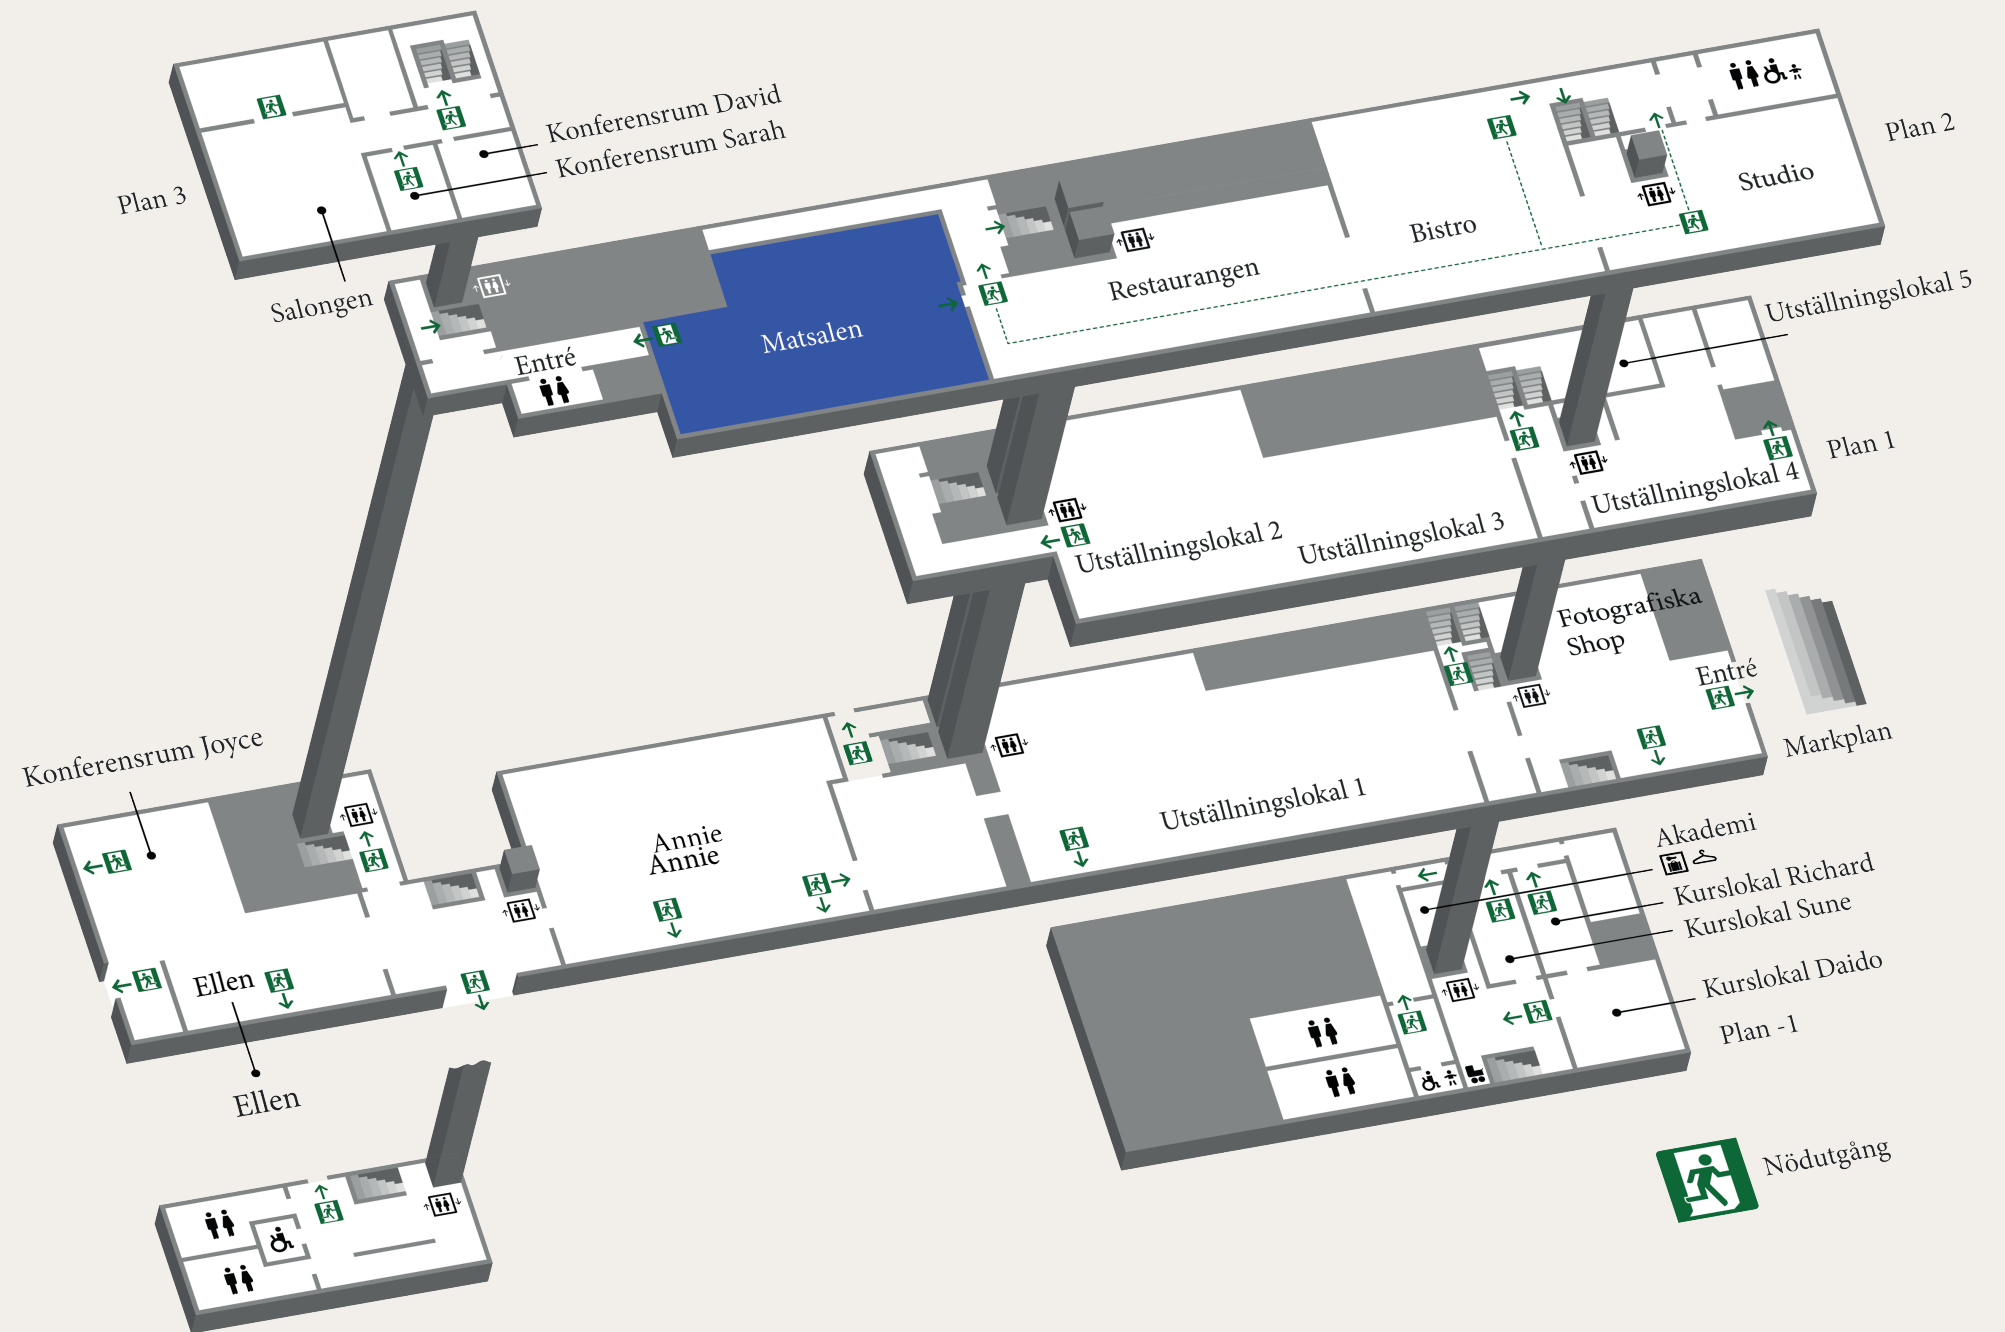 Konferensrum David
Konferensrum Sarah
Plan 3
Salongen
Plan 2
Studio
Bistro
Restaurangen
Matsalen
Entré
Utställningslokal 5
Plan 1
Utställningslokal 4
Utställningslokal 3
Utställningslokal 2
Fotografiska
Shop
Entré
Markplan
Konferensrum Joyce
Utställningslokal 1
Annie
Annie
Ellen
Ellen
Akademi
Kurslokal Richard
Kurslokal Sune
Kurslokal Daido
Plan -1
Nödutgång